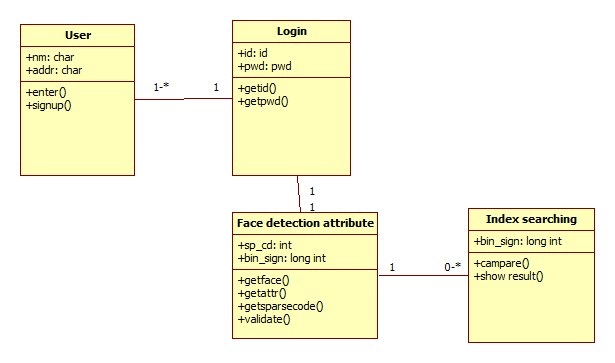 User
+nm: char
+addr: char
+enter()
+signup()
1-*
1
Login
+id: id
+pwd: pwd
+getid()
+getpwd()
1
1
Face detection attribute
+sp_cd: int
+bin_sign: long int
+getface()
+getattr()
+getsparsecode()
+validate()
1
0-*
Index searching
+bin_sign: long int
+campare()
+show result()